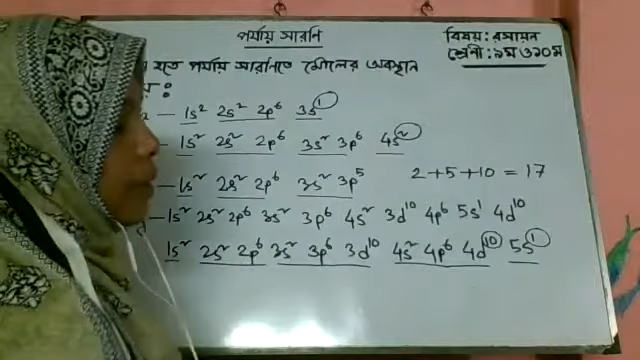 পর্যায় সারনি
বিষয়: রসায়ন
শ্রেনী: ৯ম ও ১০ম
হতে পর্যায় সারনিতে মৌলের অবস্থান
— 1s² 2s² 2p⁶ 3s¹
1s² 2s² 2p⁶ 3s² 3p⁶ 4s²
— 1s² 2s² 2p⁶ 3s² 3p⁵ 2+5+10 = 17
— 1s² 2s² 2p⁶ 3s² 3p⁶ 4s² 3d¹⁰ 4p⁶ 5s¹ 4d¹⁰
1s² 2s² 2p⁶ 3s² 3p⁶ 3d¹⁰ 4s² 4p⁶ 4d¹⁰ 5s¹